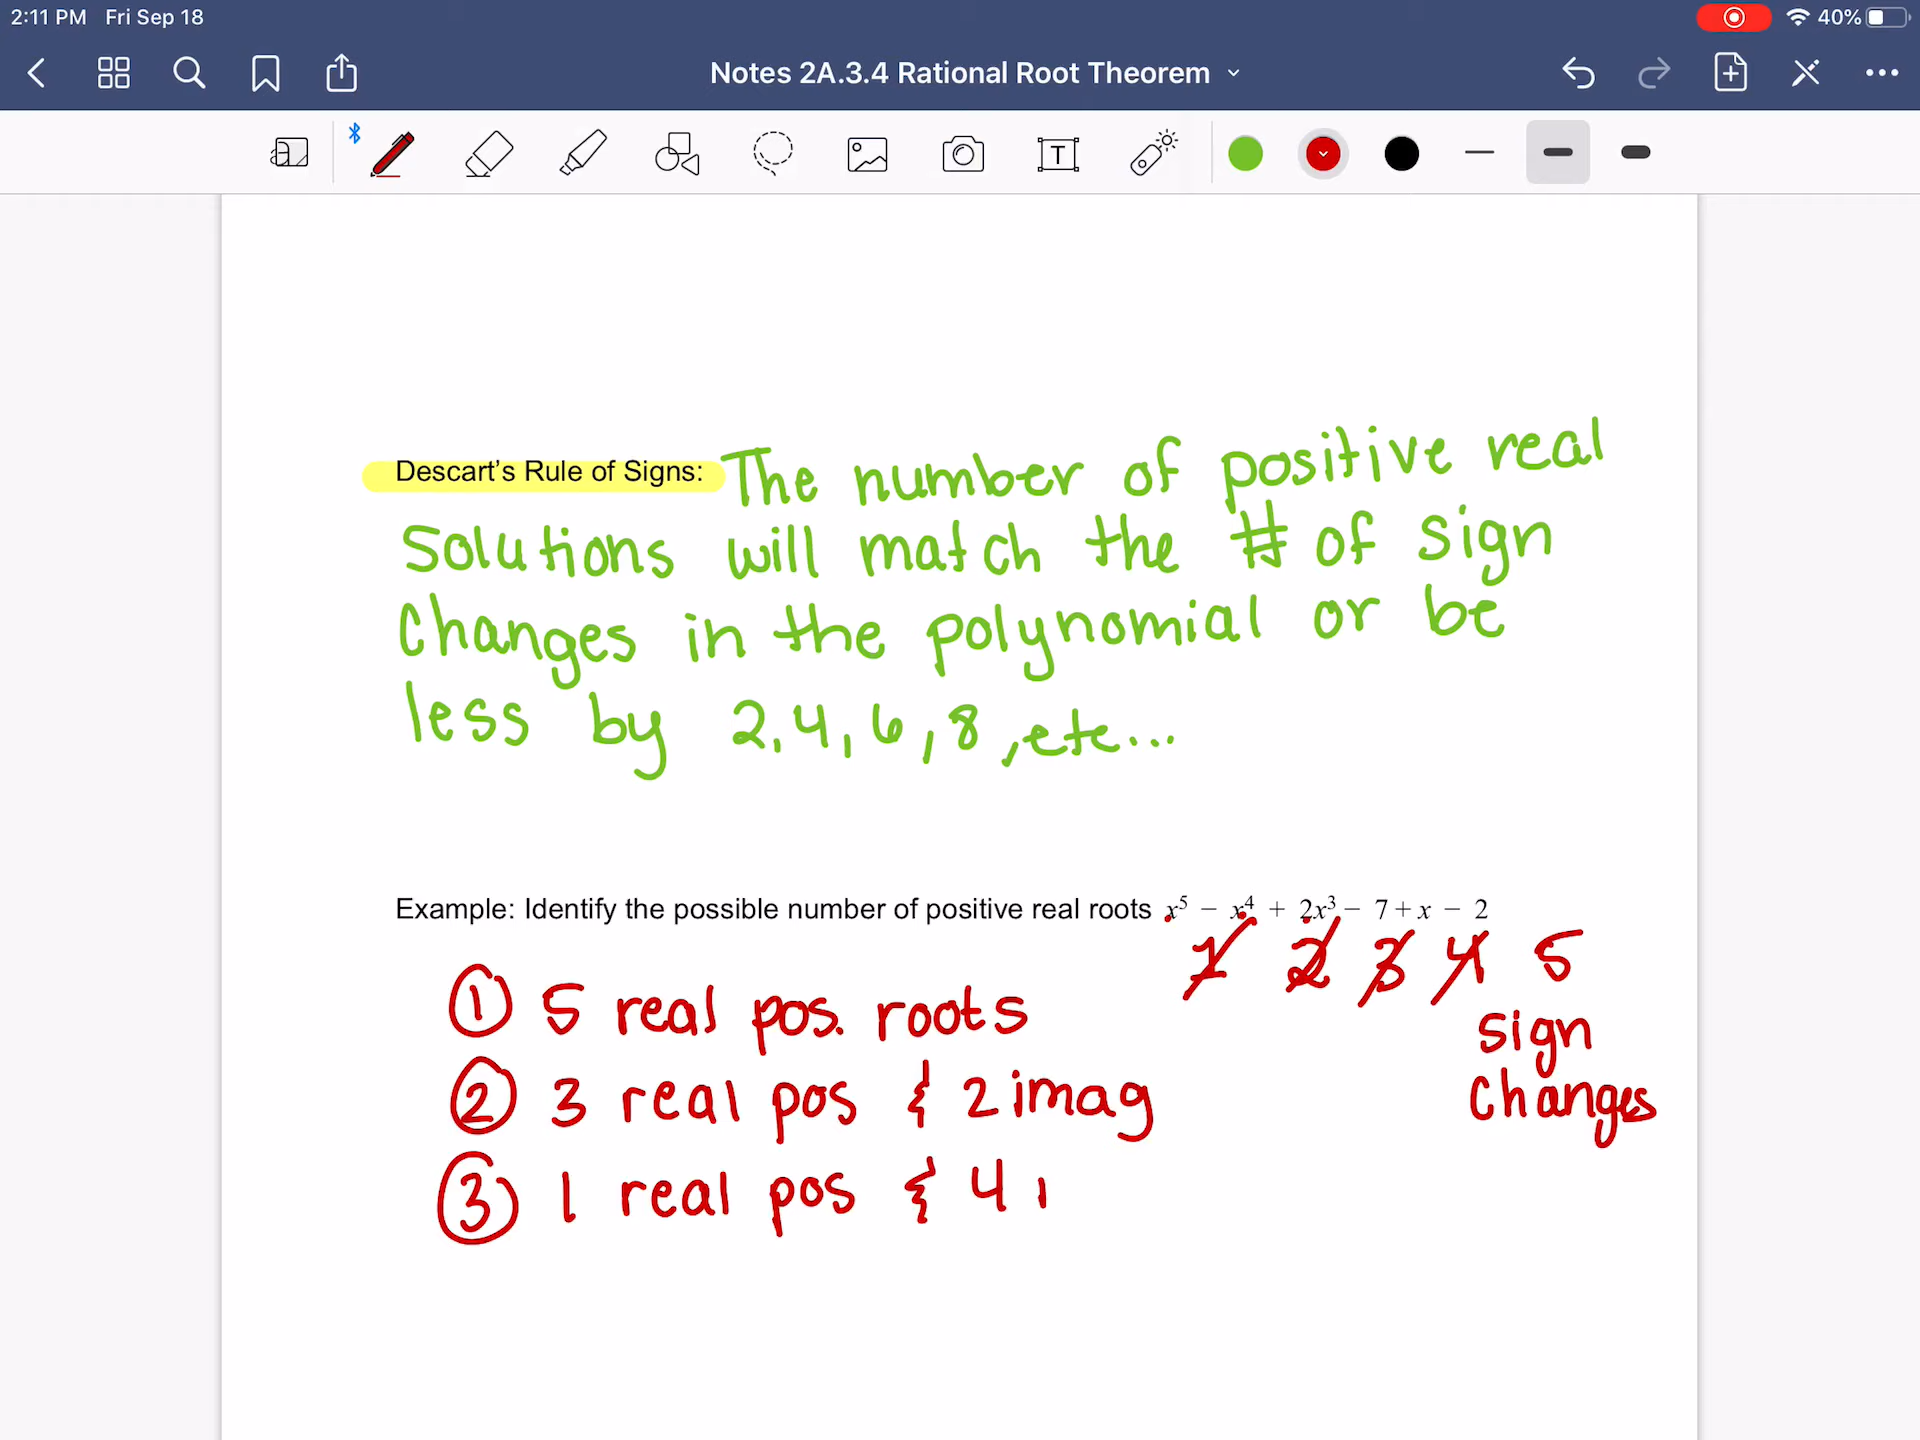 2:11 PM Fri Sep 18
40%
Notes 2A.3.4 Rational Root Theorem
a
T
Descart's Rule of Signs: The number of positive real
Solutions will match the # of sign
changes in the polynomial or be
less by 2, 4, 6, 8, etc...
Example: Identify the possible number of positive real roots x⁵ − x⁴ + 2x³ − 7 + x − 2
1 2 3 4 5
sign
changes
① 5 real pos. roots
② 3 real pos & 2 imag
③ 1 real pos & 4 ı